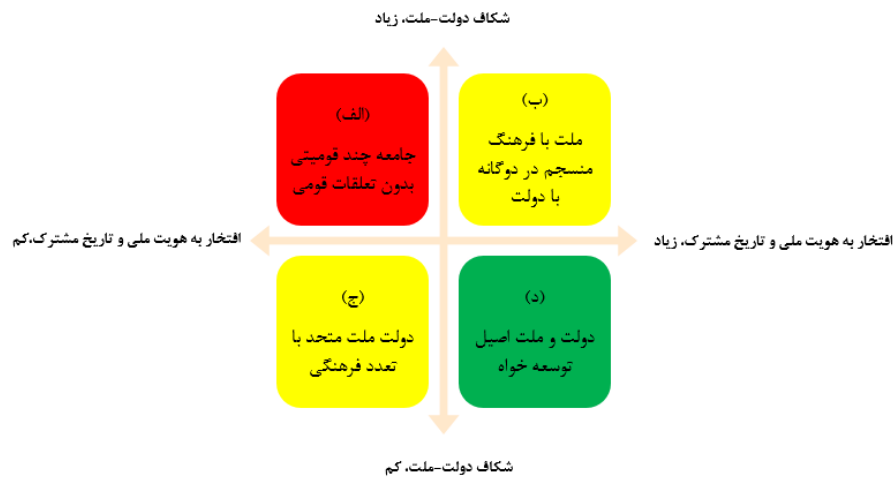 شکاف دولت-ملت، زیاد
(الف)
جامعه چند قومیتی
بدون تعلقات قومی
(ب)
ملت با فرهنگ
منسجم در دوگانه
با دولت
افتخار به هویت ملی و تاریخ مشترک، زیاد
افتخار به هویت ملی و تاریخ مشترک،کم
(ج)
دولت ملت متحد با
تعدد فرهنگی
(د)
دولت و ملت اصیل
توسعه خواه
شکاف دولت-ملت، کم